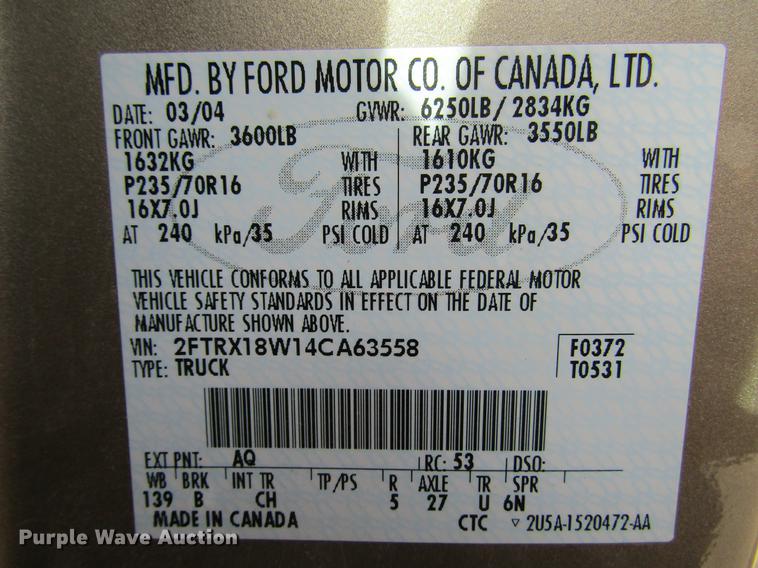 MFD. BY FORD MOTOR CO. OF CANADA, LTD.
DATE: 03/04 GVWR: 6250LB/ 2834KG
FRONT GAWR: 3600LB REAR GAWR: 3550LB
1632KG WITH 1610KG WITH
P235/70R16 TIRES P235/70R16 TIRES
16X7.0J RIMS 16X7.0J RIMS
AT 240 kPa/35 PSI COLD AT 240 kPa/35 PSI COLD
Ford
THIS VEHICLE CONFORMS TO ALL APPLICABLE FEDERAL MOTOR
VEHICLE SAFETY STANDARDS IN EFFECT ON THE DATE OF
MANUFACTURE SHOWN ABOVE.
VIN: 2FTRX18W14CA63558 F0372
TYPE: TRUCK T0531
EXT PNT: AQ RC: 53 DSO:
WB BRK INT TR TP/PS R AXLE TR SPR
139 B CH 5 27 U 6N
MADE IN CANADA CTC ▽ 2U5A-1520472-AA
Purple Wave Auction